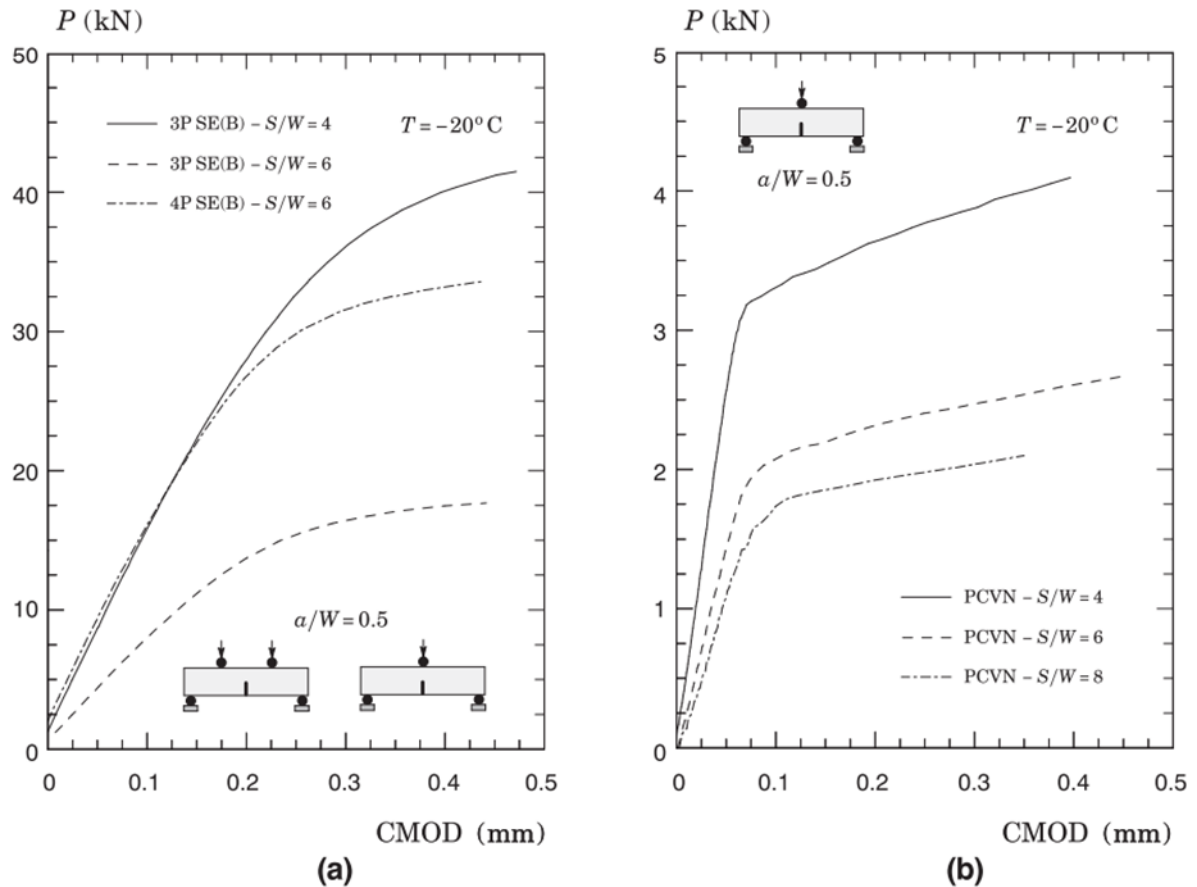 P (kN)
50
40
30
20
10
0
3P SE(B) – S/W = 4
3P SE(B) – S/W = 6
4P SE(B) – S/W = 6
T = –20° C
a/W = 0.5
0 0.1 0.2 0.3 0.4 0.5
CMOD (mm)
(a)
P (kN)
5
4
3
2
1
0
T = –20° C
a/W = 0.5
PCVN – S/W = 4
PCVN – S/W = 6
PCVN – S/W = 8
0 0.1 0.2 0.3 0.4 0.5
CMOD (mm)
(b)